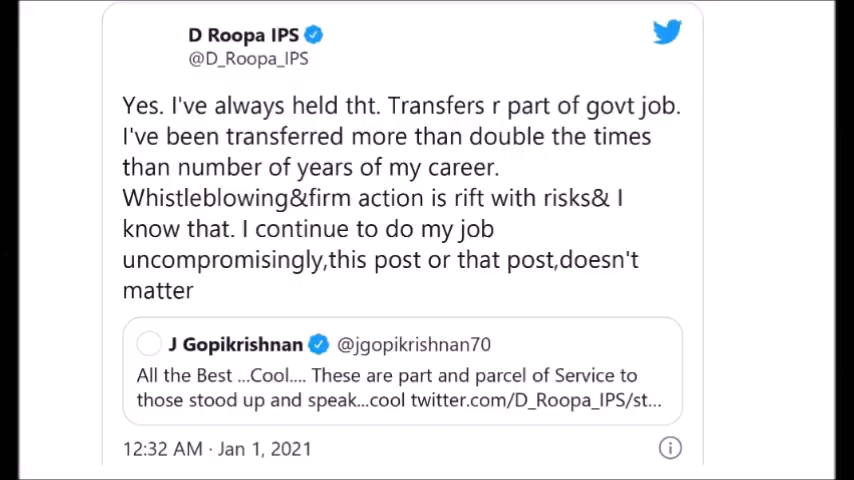 D Roopa IPS
@D_Roopa_IPS
Yes. I've always held tht. Transfers r part of govt job.
I've been transferred more than double the times
than number of years of my career.
Whistleblowing&firm action is rift with risks& I
know that. I continue to do my job
uncompromisingly,this post or that post,doesn't
matter
J Gopikrishnan @jgopikrishnan70
All the Best ...Cool.... These are part and parcel of Service to
those stood up and speak...cool twitter.com/D_Roopa_IPS/st...
12:32 AM · Jan 1, 2021